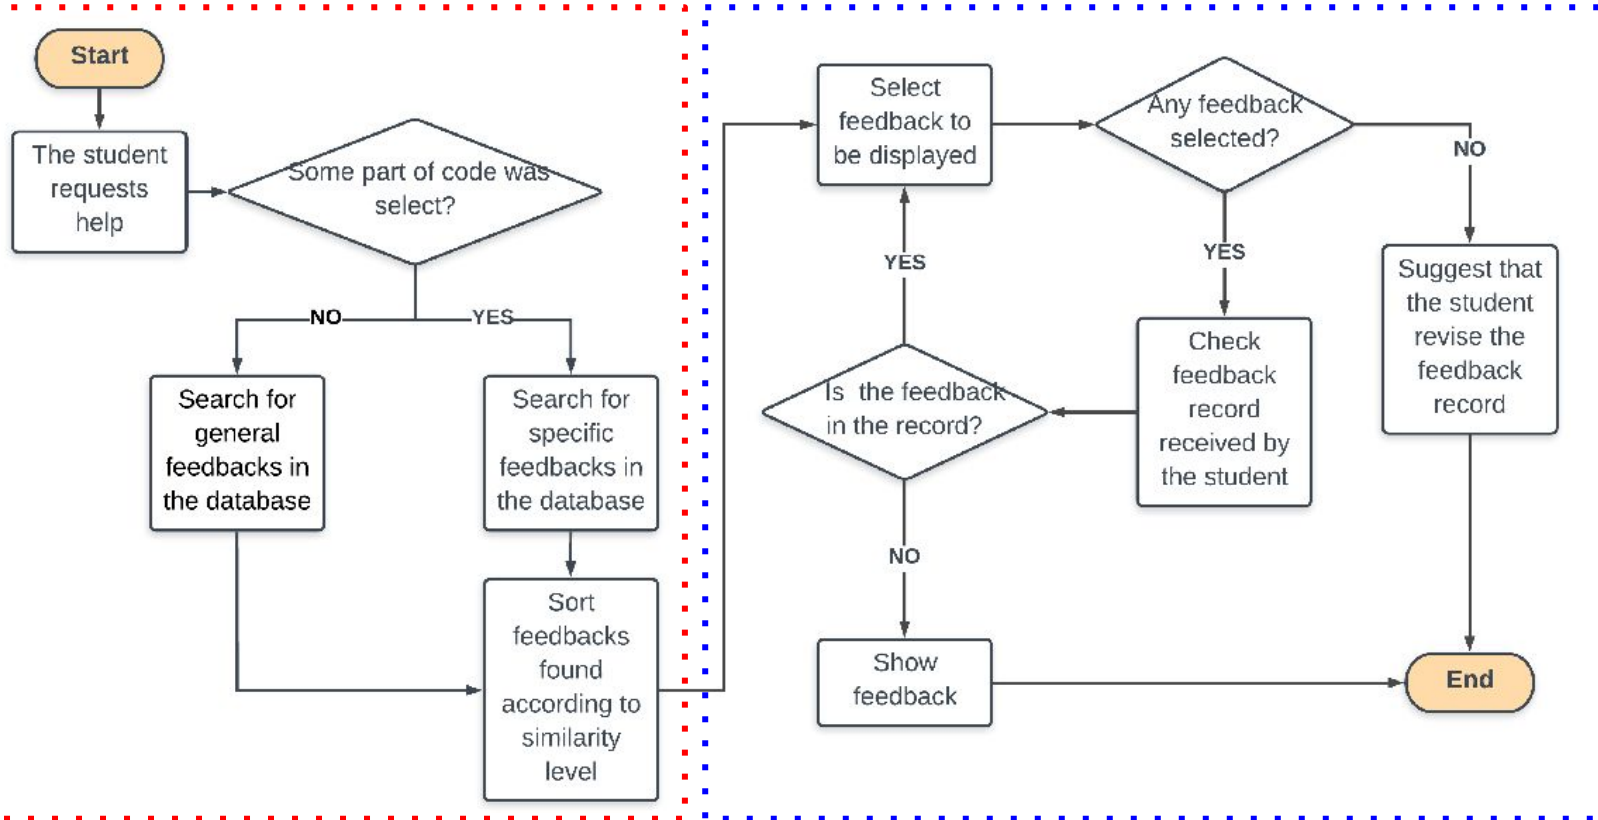 Start
The student
requests
help
Some part of code was
select?
NO
YES
Search for
general
feedbacks in
the database
Search for
specific
feedbacks in
the database
Sort
feedbacks
found
according to
similarity
level
Select
feedback to
be displayed
Any feedback
selected?
NO
YES
Suggest that
the student
revise the
feedback
record
Check
feedback
record
received by
the student
YES
Is  the feedback
in the record?
NO
Show
feedback
End